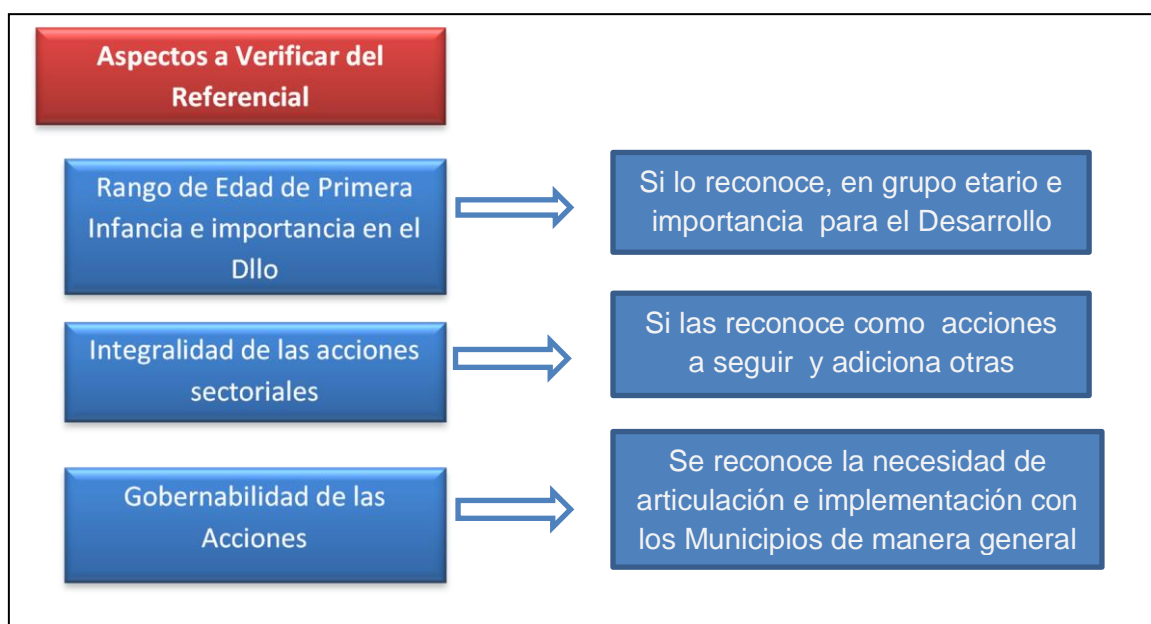 Aspectos a Verificar del
Referencial
Rango de Edad de Primera
Infancia e importancia en el
Dllo
Si lo reconoce, en grupo etario e
importancia para el Desarrollo
Integralidad de las acciones
sectoriales
Si las reconoce como acciones
a seguir y adiciona otras
Gobernabilidad de las
Acciones
Se reconoce la necesidad de
articulación e implementación con
los Municipios de manera general